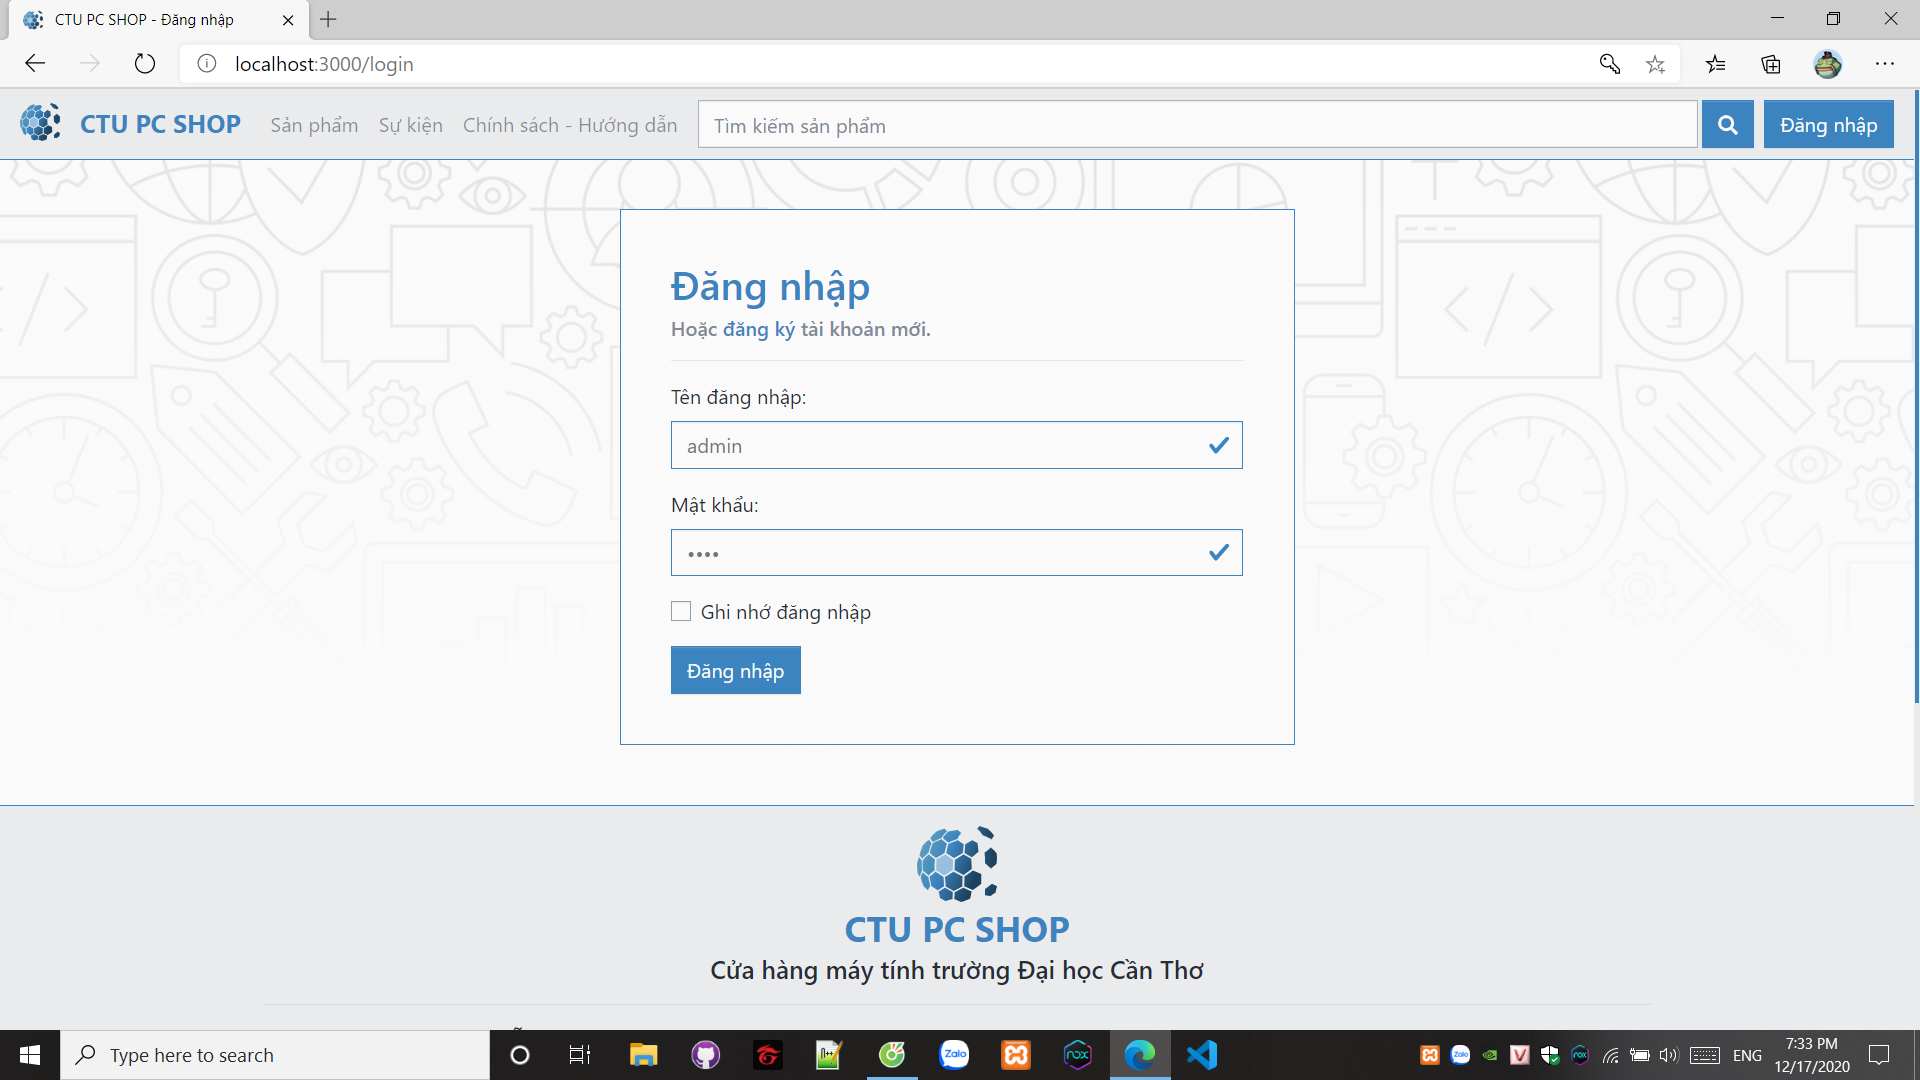 CTU PC SHOP - Đăng nhập
localhost:3000/login
CTU PC SHOP Sản phẩm Sự kiện Chính sách - Hướng dẫn Tìm kiếm sản phẩm Đăng nhập
Đăng nhập
Hoặc đăng ký tài khoản mới.
Tên đăng nhập:
admin
Mật khẩu:
••••
Ghi nhớ đăng nhập
Đăng nhập
CTU PC SHOP
Cửa hàng máy tính trường Đại học Cần Thơ
Type here to search
Zalo
nox
ENG
7:33 PM
12/17/2020